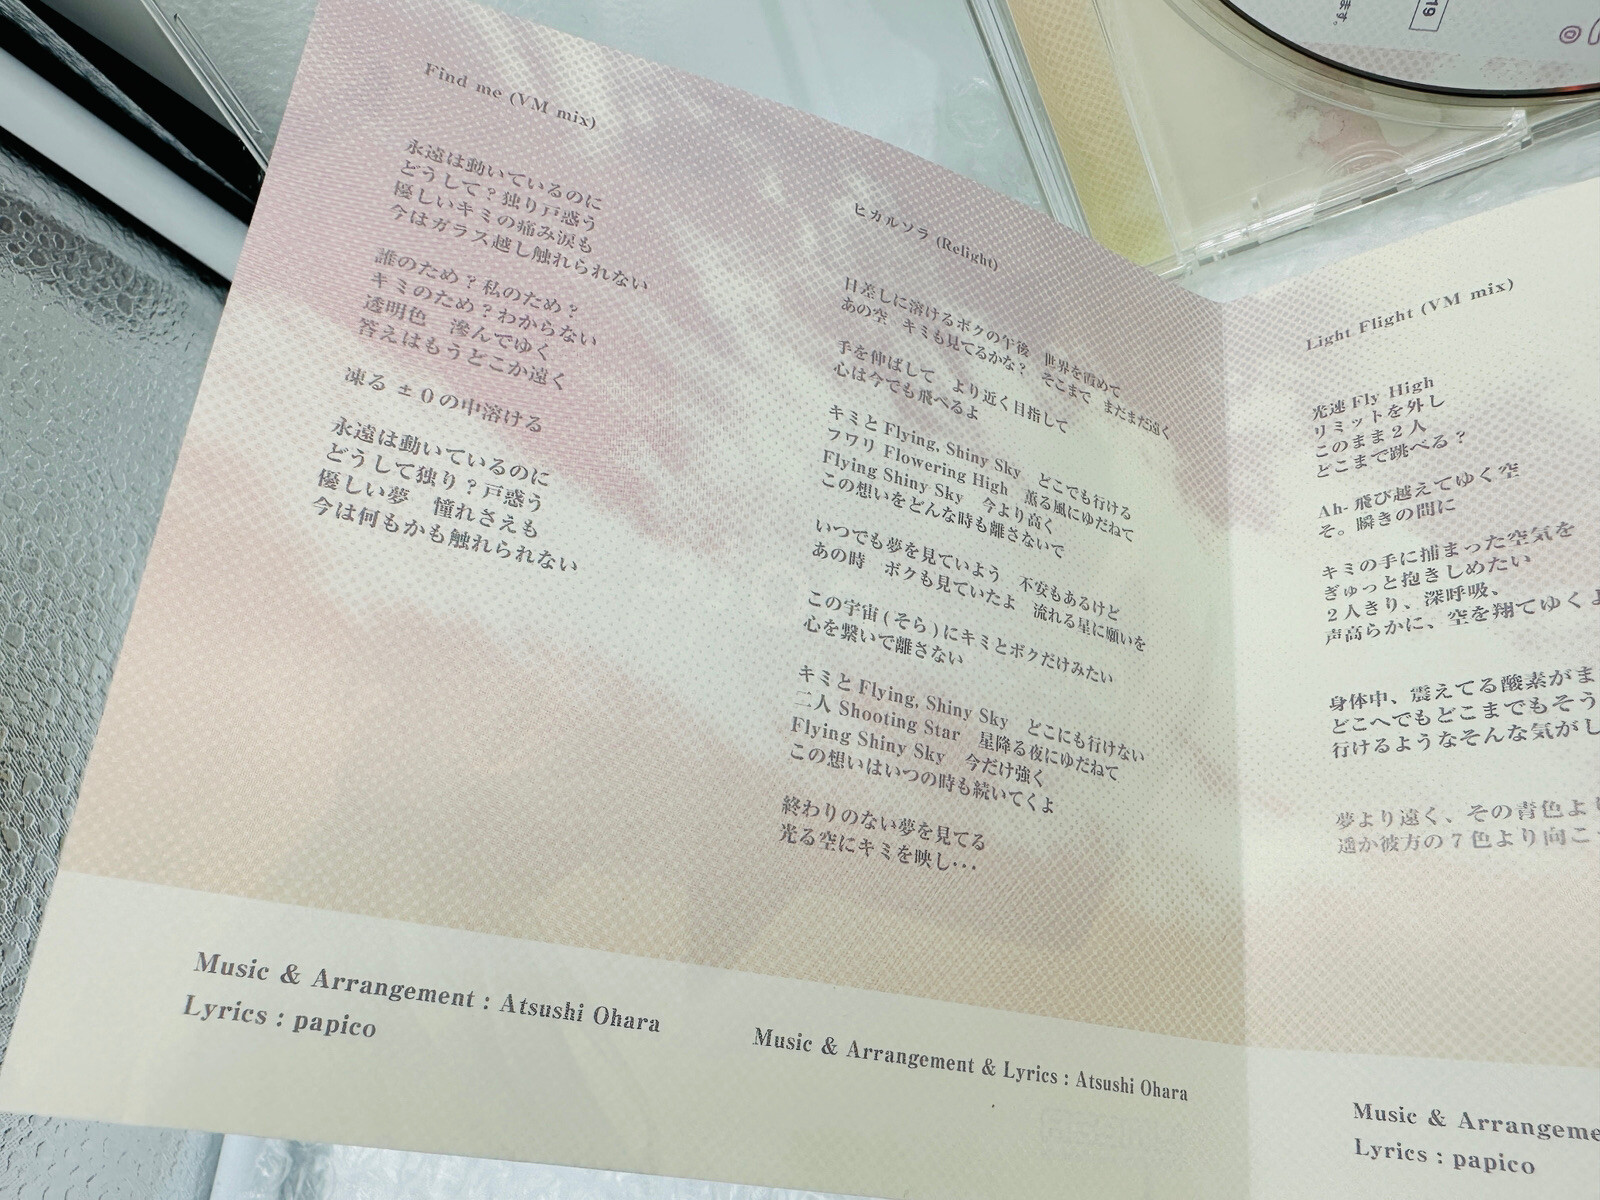 Find me (VM mix)
永遠は動いているのに
どうして？独り戸惑う
優しいキミの痛み涙も
今はガラス越し触れられない
誰のため？私のため？
キミのため？わからない
透明色　滲んでゆく
答えはもうどこか遠く
凍る ± 0 の中溶ける
永遠は動いているのに
どうして独り？戸惑う
優しい夢　憧れさえも
今は何もかも触れられない
Music & Arrangement : Atsushi Ohara
Lyrics : papico
ヒカルソラ (Relight)
日差しに溶けるボクの午後　世界を霞めて
あの空　キミも見てるかな？　そこまで　まだまだ遠く
手を伸ばして　より近く目指して
心は今でも飛べるよ
キミと Flying, Shiny Sky　どこでも行ける
フワリ Flowering High　薫る風にゆだねて
Flying Shiny Sky　今より高く
この想いをどんな時も離さないで
いつでも夢を見ていよう　不安もあるけど
あの時　ボクも見ていたよ　流れる星に願いを
この宇宙 ( そら ) にキミとボクだけみたい
心を繋いで離さない
キミと Flying, Shiny Sky　どこにも行けない
二人 Shooting Star　星降る夜にゆだねて
Flying Shiny Sky　今だけ強く
この想いはいつの時も続いてくよ
終わりのない夢を見てる
光る空にキミを映し・・・
Music & Arrangement & Lyrics : Atsushi Ohara
Light Flight (VM mix)
光速 Fly High
リミットを外し
このまま 2 人
どこまで跳べる？
Ah- 飛び越えてゆく空
そ。瞬きの間に
キミの手に捕まった空気を
ぎゅっと抱きしめたい
2 人きり、深呼吸、
声高らかに、空を翔てゆくよ
身体中、震えてる酸素がま
どこへでもどこまでもそう
行けるようなそんな気がし
夢より遠く、その青色より
遥か彼方の 7 色より向こ
Music & Arrangeme
Lyrics : papico
19
ます。